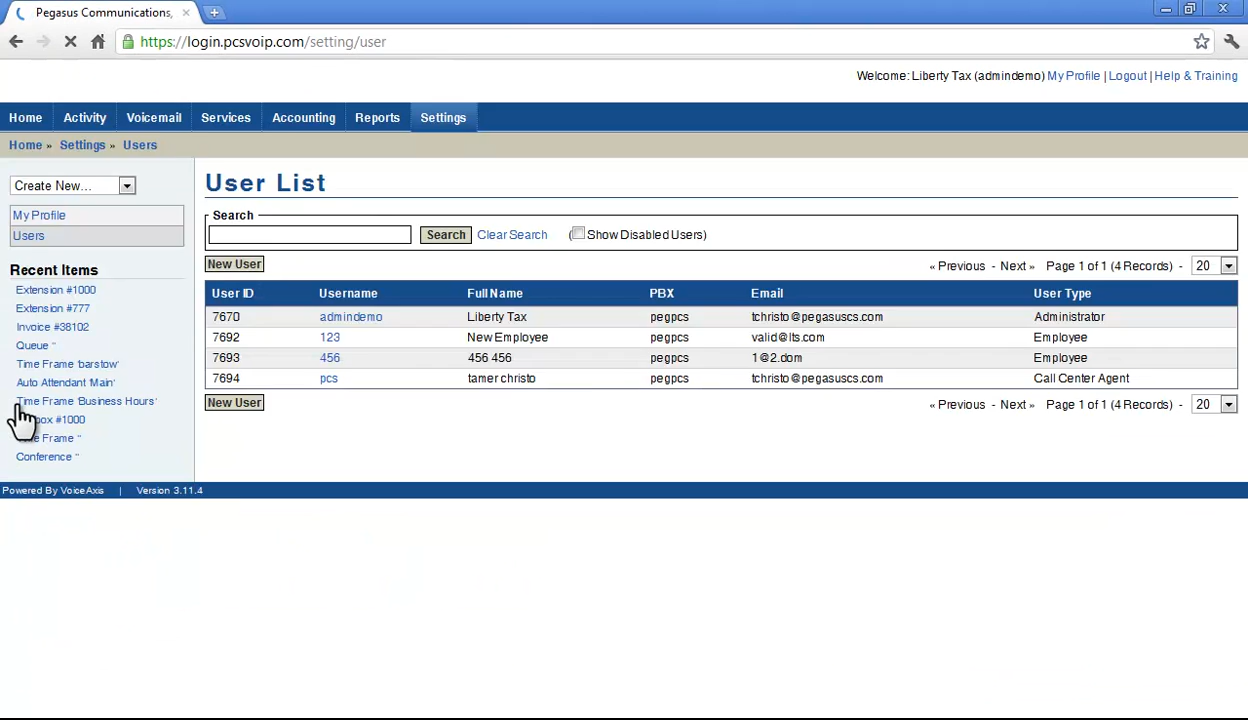 Pegasus Communications,
https://login.pcsvoip.com/setting/user
Welcome: Liberty Tax (admindemo) My Profile | Logout | Help & Training
Home Activity Voicemail Services Accounting Reports Settings
Home » Settings » Users
Create New...
My Profile
Users
Recent Items
Extension #1000
Extension #777
Invoice #38102
Queue ''
Time Frame 'barstow'
Auto Attendant Main'
Time Frame 'Business Hours'
box #1000
Frame ''
Conference ''
User List
Search
Search Clear Search ( Show Disabled Users)
New User
« Previous - Next » Page 1 of 1 (4 Records) - 20
User ID Username Full Name PBX Email User Type
7670 admindemo Liberty Tax pegpcs tchristo@pegasuscs.com Administrator
7692 123 New Employee pegpcs valid@lts.com Employee
7693 456 456 456 pegpcs 1@2.dom Employee
7694 pcs tamer christo pegpcs tchristo@pegasuscs.com Call Center Agent
New User
« Previous - Next » Page 1 of 1 (4 Records) - 20
Powered By VoiceAxis | Version 3.11.4